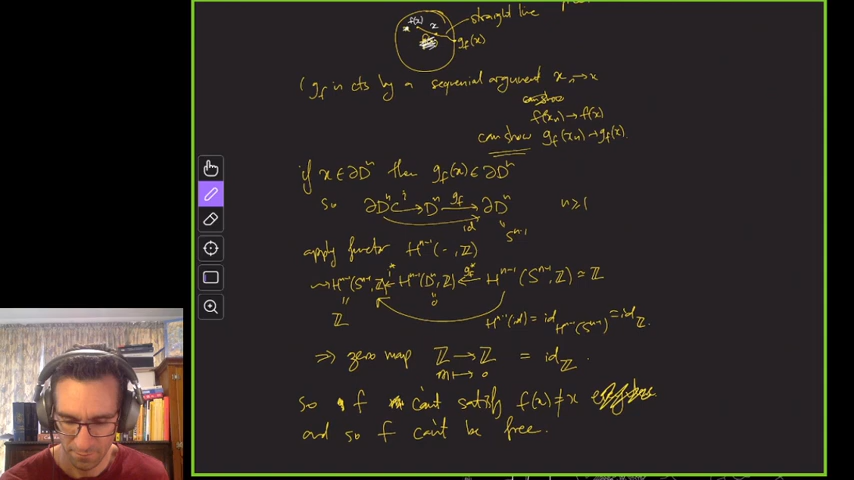 f(x) x straight line
g_f(x)
( g_f is cts by a sequential argument x_n → x
f(x_n) → f(x)
can show g_f(x_n) → g_f(x).
if x ∈ ∂D^n then g_f(x) ∈ ∂D^n
so ∂D^n ↪ D^n →^{g_f} ∂D^n n ≥ 1
id S^{n-1}
apply functor H^{n-1}(-, ℤ)
⇝ H^{n-1}(S^{n-1}, ℤ) ←^{i*} H^{n-1}(D^n, ℤ) ←^{g_f^*} H^{n-1}(S^{n-1}, ℤ) ≃ ℤ
ℤ 0
H^{n-1}(id) = id_{H^{n-1}(S^{n-1})} = id_ℤ.
⇒ zero map ℤ → ℤ = id_ℤ.
m ↦ 0
so f can't satisfy f(x) ≠ x
and so f can't be free.